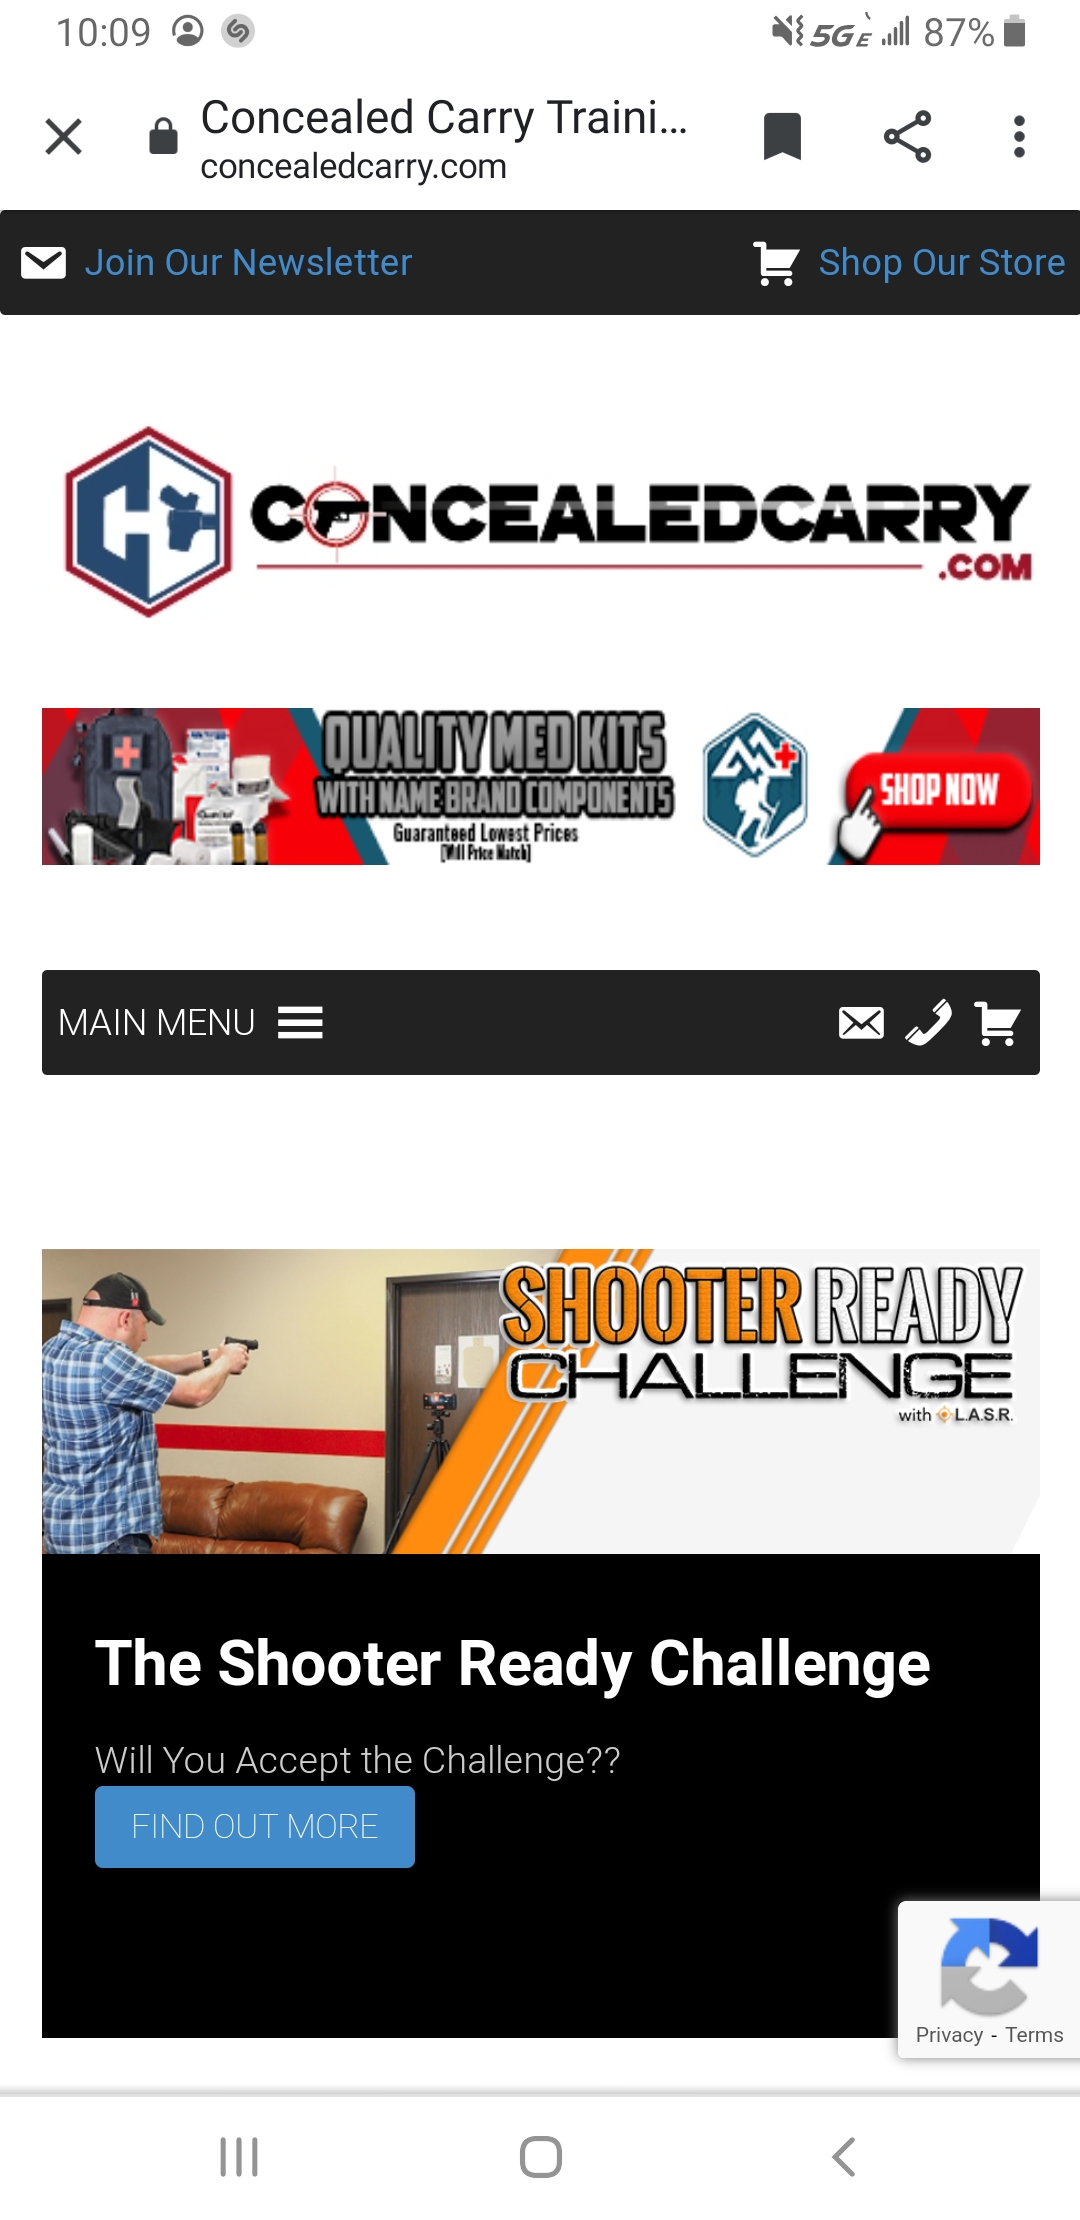 10:09
5GE
87%
Concealed Carry Traini...
concealedcarry.com
Join Our Newsletter
Shop Our Store
CONCEALEDCARRY
.COM
QUALITY MED KITS
WITH NAME BRAND COMPONENTS
Guaranteed Lowest Prices
[Will Price Match]
SHOP NOW
MAIN MENU
SHOOTER READY
CHALLENGE
with L.A.S.R.
The Shooter Ready Challenge
Will You Accept the Challenge??
FIND OUT MORE
Privacy - Terms